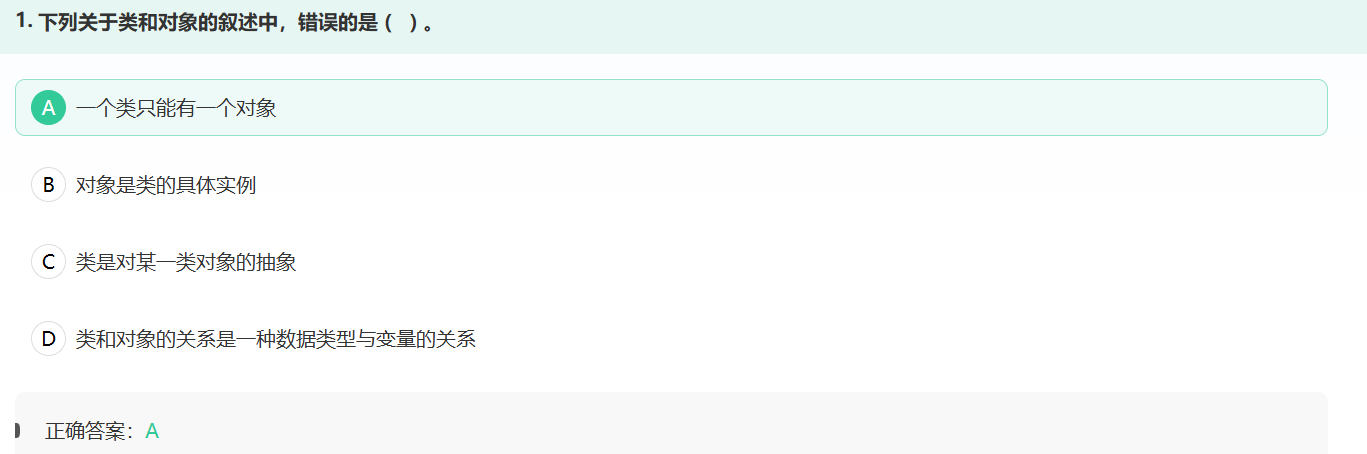 1. 下列关于类和对象的叙述中，错误的是 (   ) 。
A 一个类只能有一个对象
B 对象是类的具体实例
C 类是对某一类对象的抽象
D 类和对象的关系是一种数据类型与变量的关系
正确答案：A